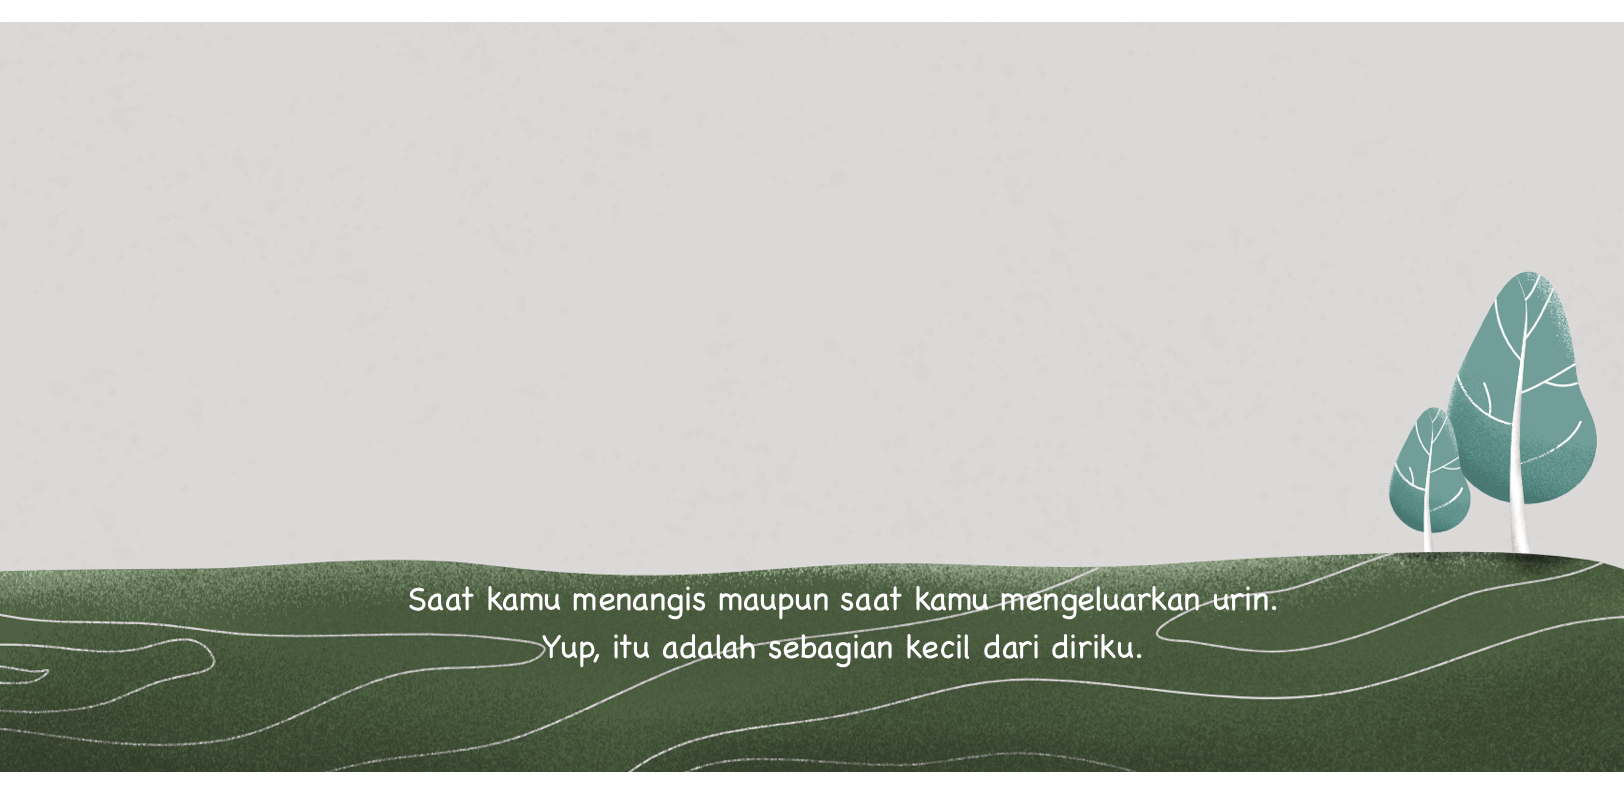 Saat kamu menangis maupun saat kamu mengeluarkan urin.
Yup, itu adalah sebagian kecil dari diriku.